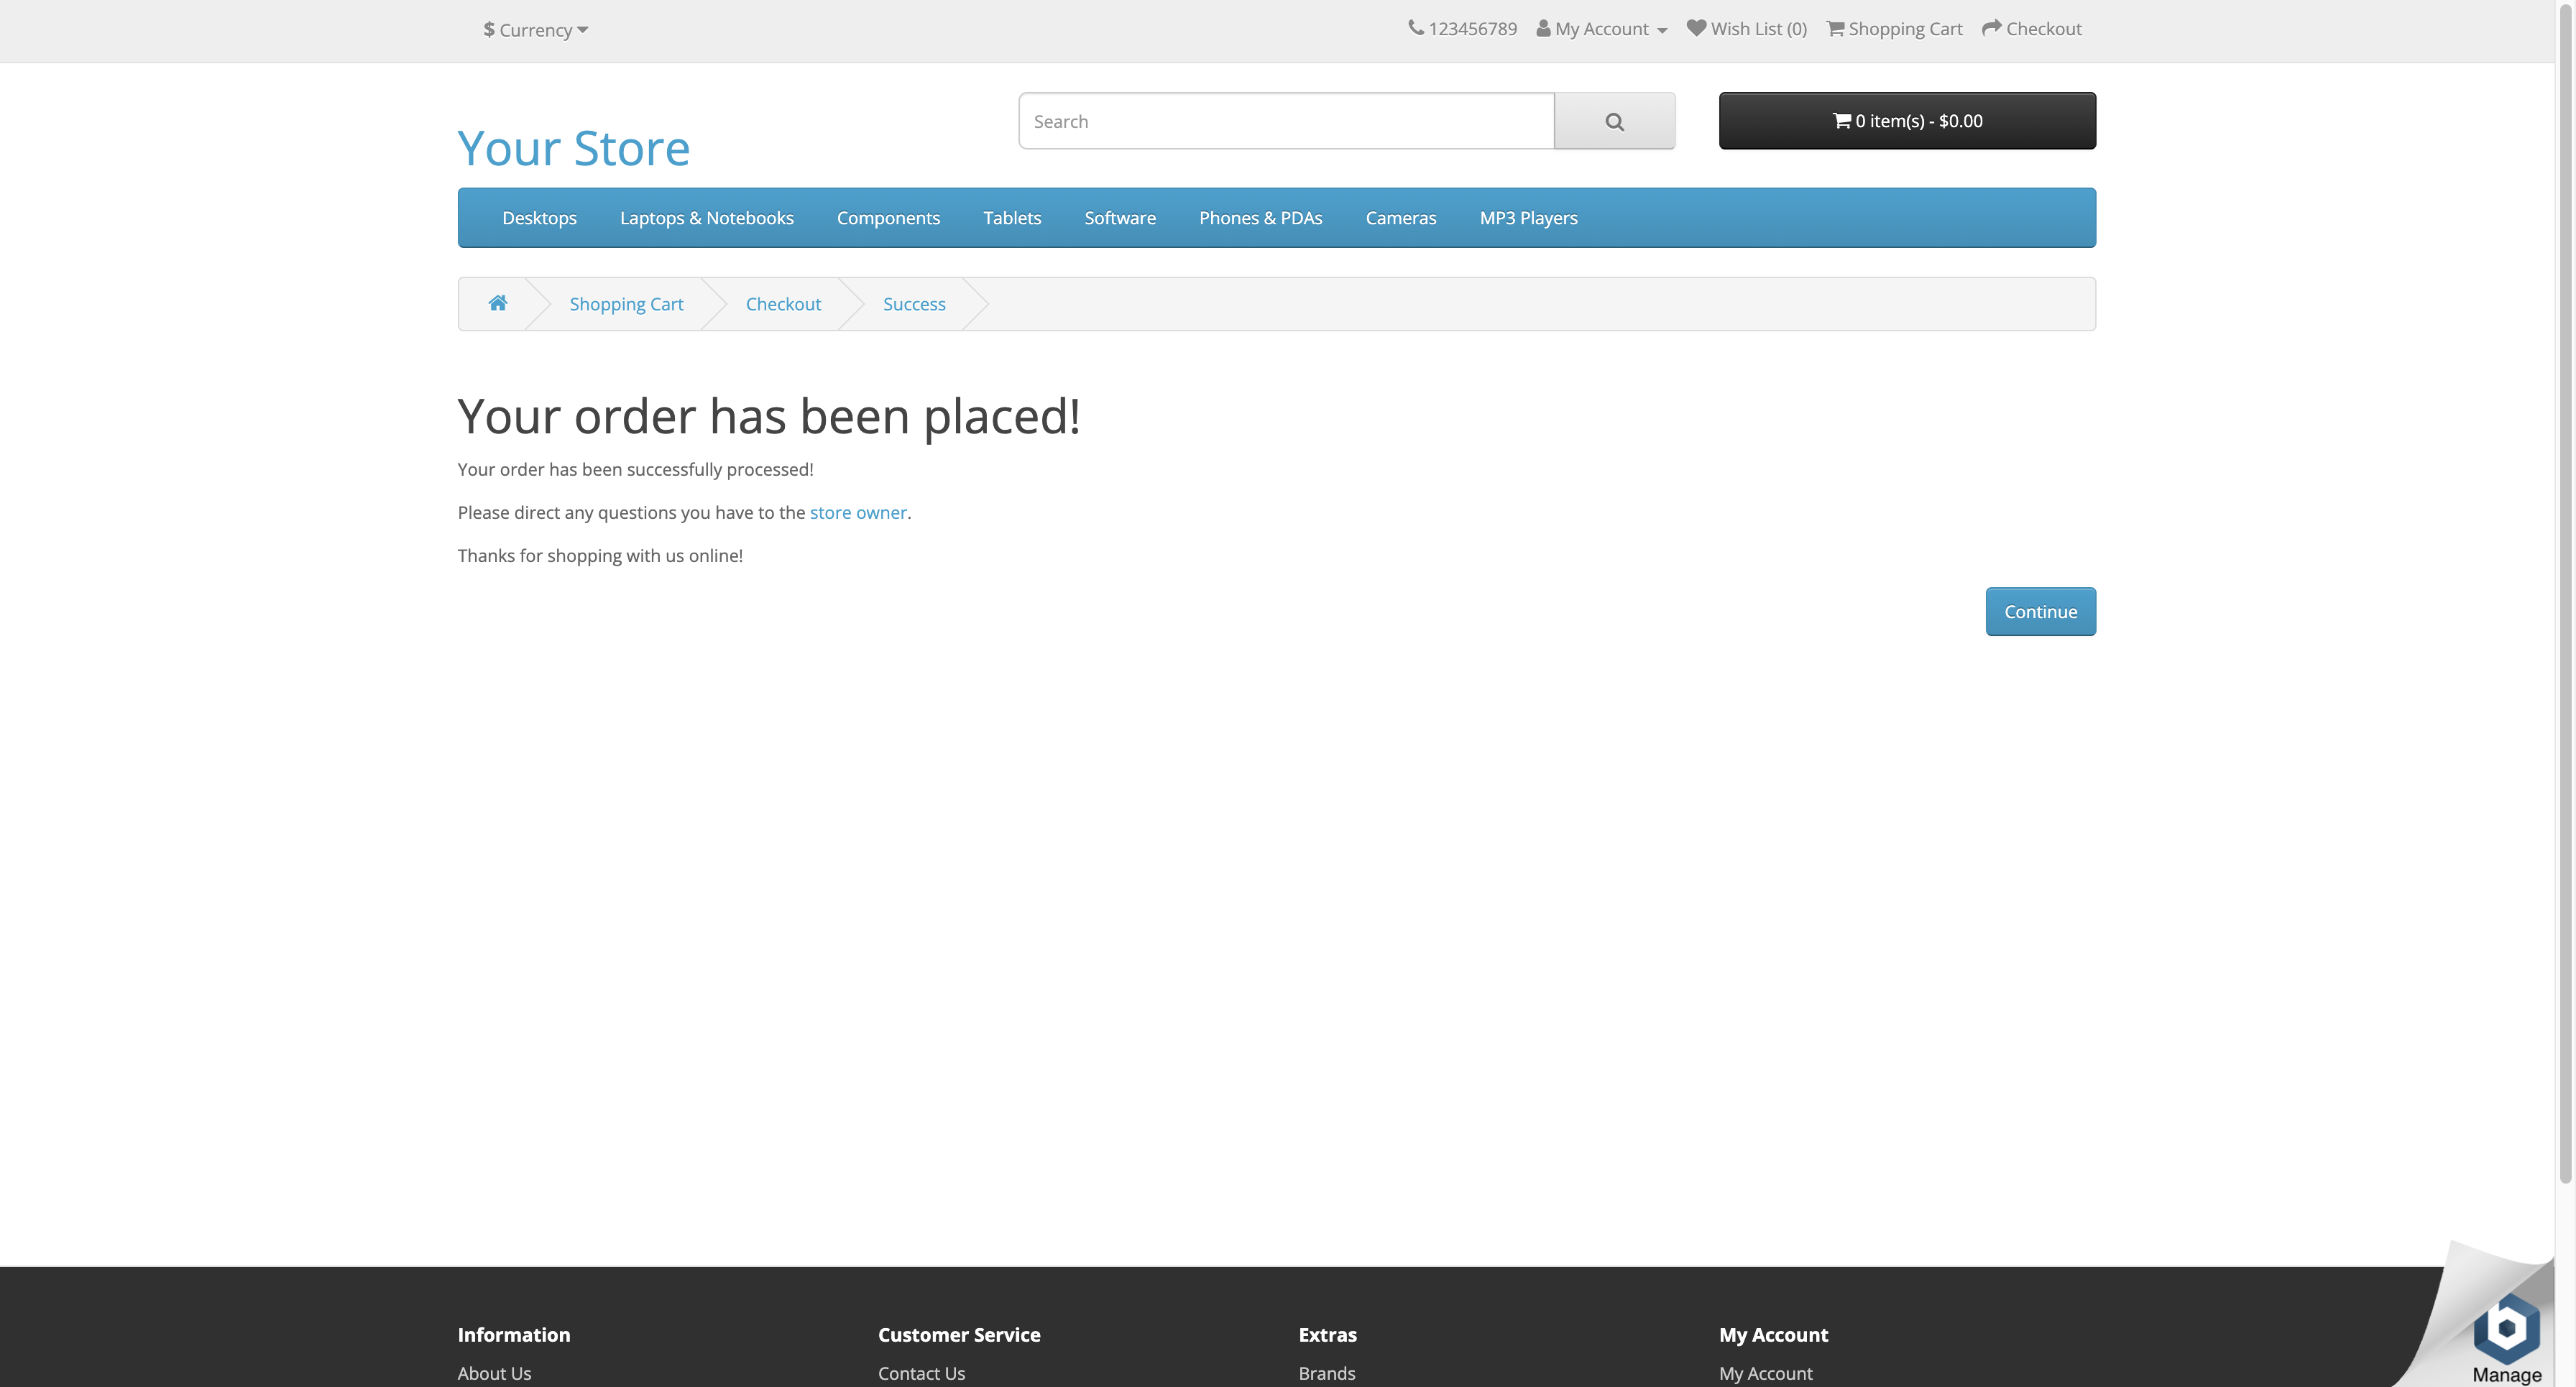 $ Currency
123456789 My Account Wish List (0) Shopping Cart Checkout
Your Store
Search
0 item(s) - $0.00
Desktops Laptops & Notebooks Components Tablets Software Phones & PDAs Cameras MP3 Players
Shopping Cart Checkout Success
Your order has been placed!
Your order has been successfully processed!
Please direct any questions you have to the store owner.
Thanks for shopping with us online!
Continue
Information Customer Service Extras My Account
About Us Contact Us Brands My Account
Manage